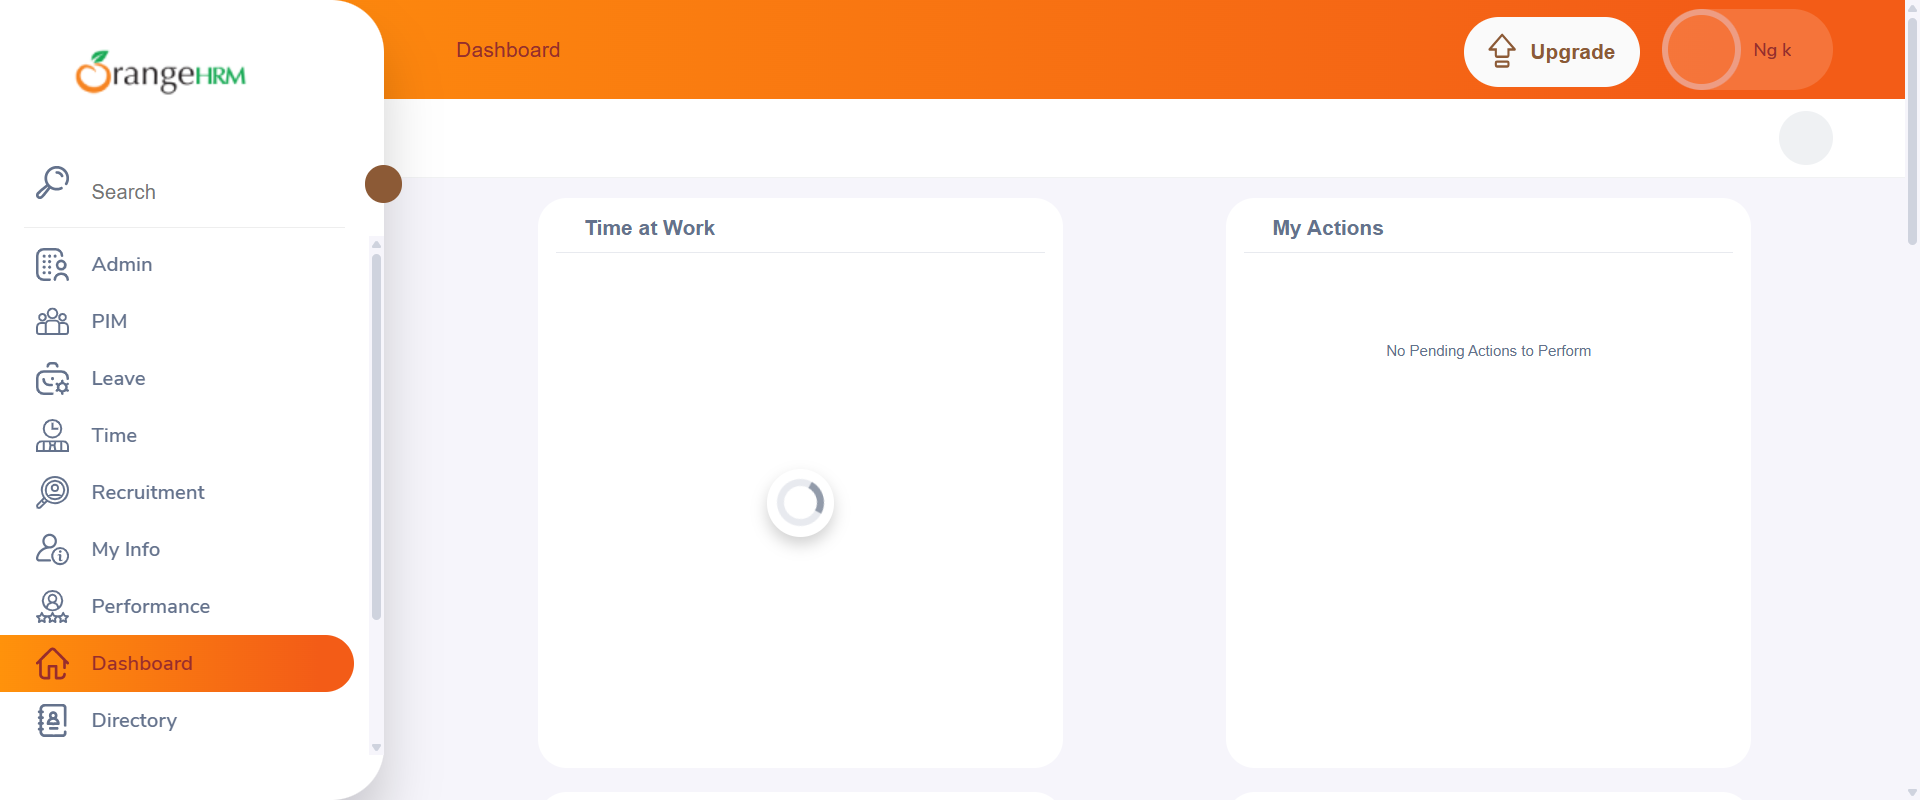 OrangeHRM
Search
Admin
PIM
Leave
Time
Recruitment
My Info
Performance
Dashboard
Directory
Dashboard
Upgrade
Ng k
Time at Work
My Actions
No Pending Actions to Perform